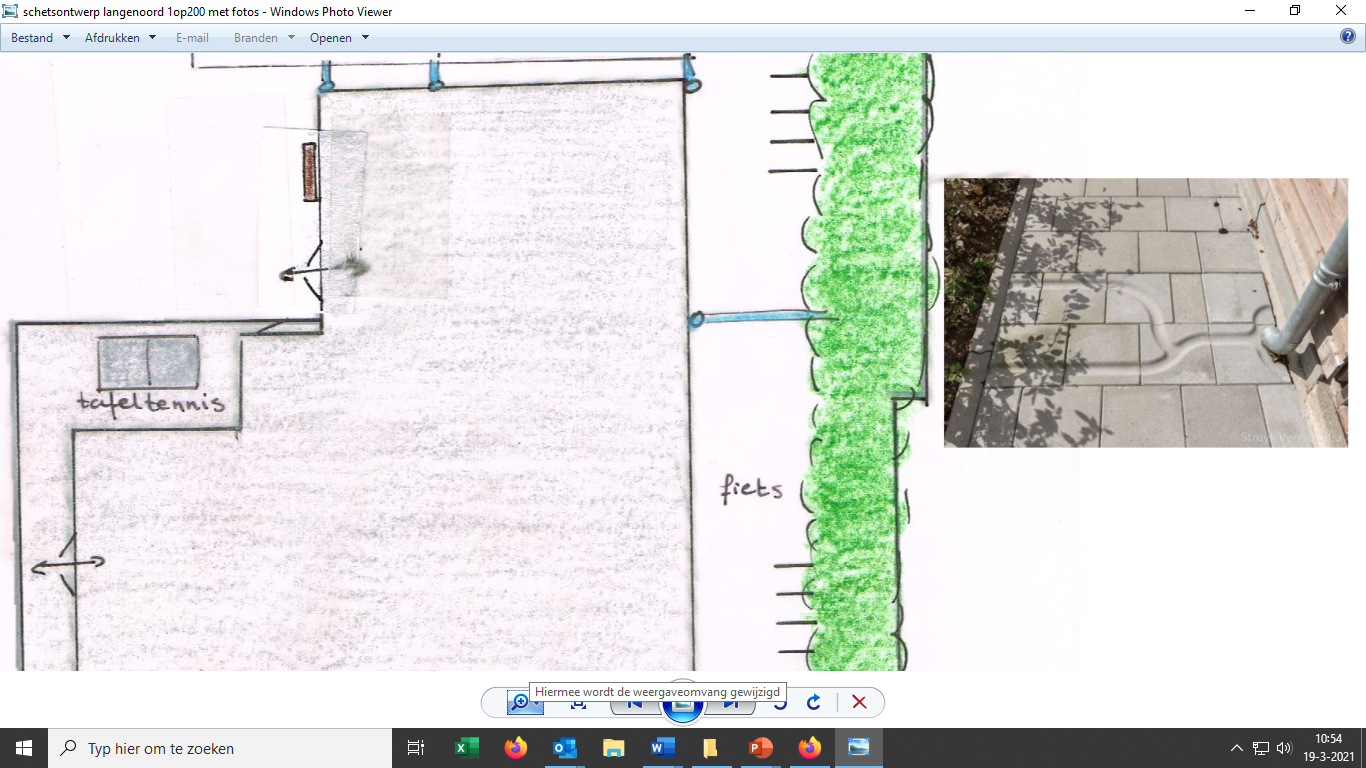 schetsontwerp langenoord 1op200 met fotos - Windows Photo Viewer
Bestand Afdrukken E-mail Branden Openen
tafeltennis
fiets
Hiermee wordt de weergaveomvang gewijzigd
Typ hier om te zoeken
10:54
19-3-2021